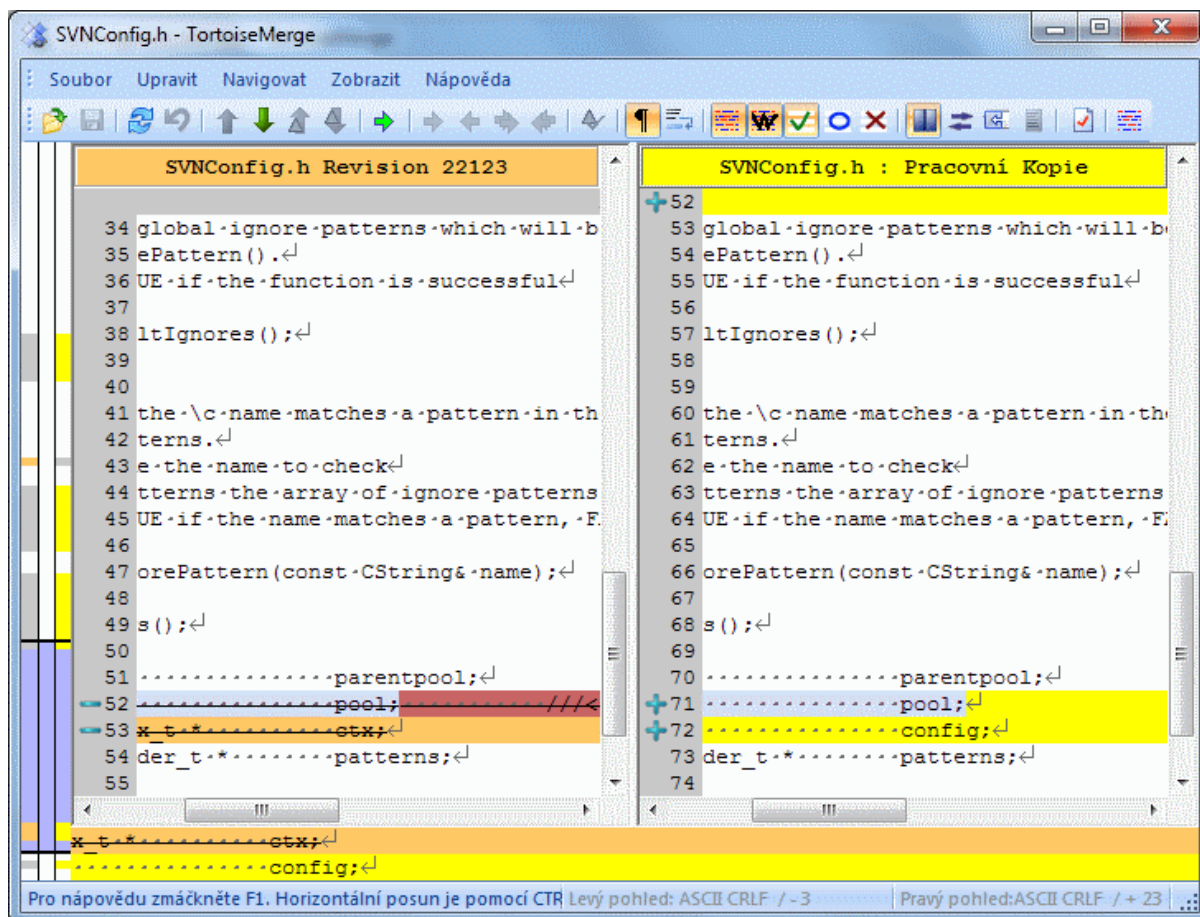 SVNConfig.h - TortoiseMerge
Soubor Upravit Navigovat Zobrazit Nápověda
SVNConfig.h Revision 22123
34 global·ignore·patterns·which·will·b
35 ePattern().↵
36 UE·if·the·function·is·successful↵
37
38 ltIgnores();↵
39
40
41 the·\c·name·matches·a·pattern·in·th
42 terns.↵
43 e·the·name·to·check↵
44 tterns·the·array·of·ignore·patterns
45 UE·if·the·name·matches·a·pattern,·F
46
47 orePattern(const·CString&·name);↵
48
49 s();↵
50
51 ···············parentpool;↵
52 ···············pool;···········///<
53 x_t·*··········ctx;↵
54 der_t·*········patterns;↵
55
SVNConfig.h : Pracovní Kopie
52
53 global·ignore·patterns·which·will·b
54 ePattern().↵
55 UE·if·the·function·is·successful↵
56
57 ltIgnores();↵
58
59
60 the·\c·name·matches·a·pattern·in·th
61 terns.↵
62 e·the·name·to·check↵
63 tterns·the·array·of·ignore·patterns
64 UE·if·the·name·matches·a·pattern,·F
65
66 orePattern(const·CString&·name);↵
67
68 s();↵
69
70 ···············parentpool;↵
71 ···············pool;↵
72 ···············config;↵
73 der_t·*········patterns;↵
74
x_t·*··········ctx;↵
···············config;↵
Pro nápovědu zmáčkněte F1. Horizontální posun je pomocí CTR Levý pohled: ASCII CRLF / - 3 Pravý pohled:ASCII CRLF / + 23